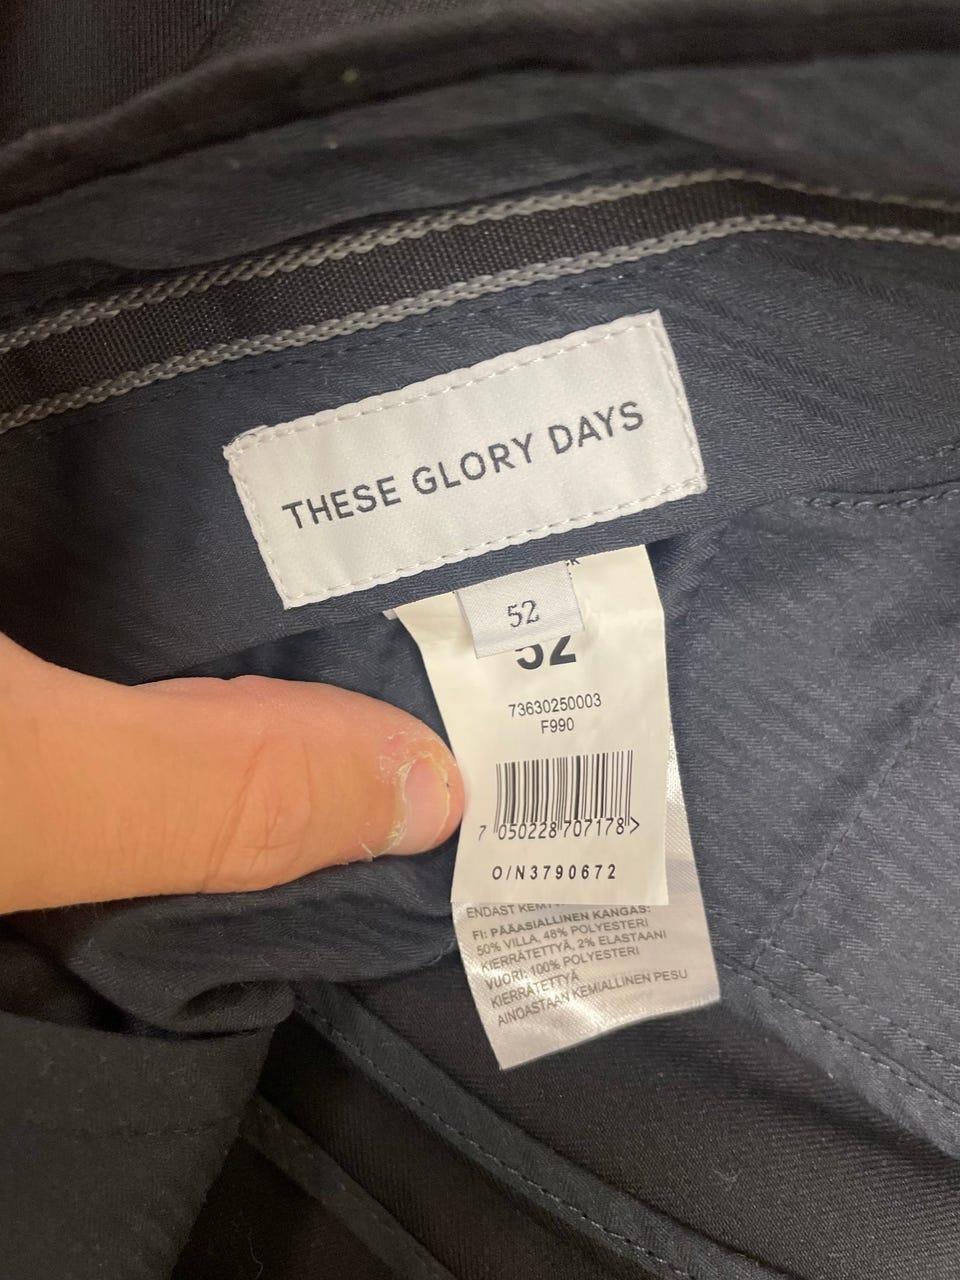 THESE GLORY DAYS
52
52
73630250003
F990
7 050228 707178 >
O/N3790672
ENDAST
FI: PÄÄASIALLINEN KANGAS:
50% VILLA, 48% POLYESTERI
KIERRÄTETTYÄ, 2% ELASTAANI
VUORI: 100% POLYESTERI
KIERRÄTETTYÄ
AINOASTAAN KEMIALLINEN PESU